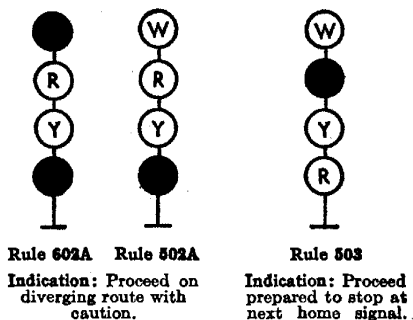 W W
R R
Y Y Y
R
Rule 602A Rule 502A Rule 503
Indication: Proceed on
diverging route with
caution.
Indication: Proceed
prepared to stop at
next home signal.